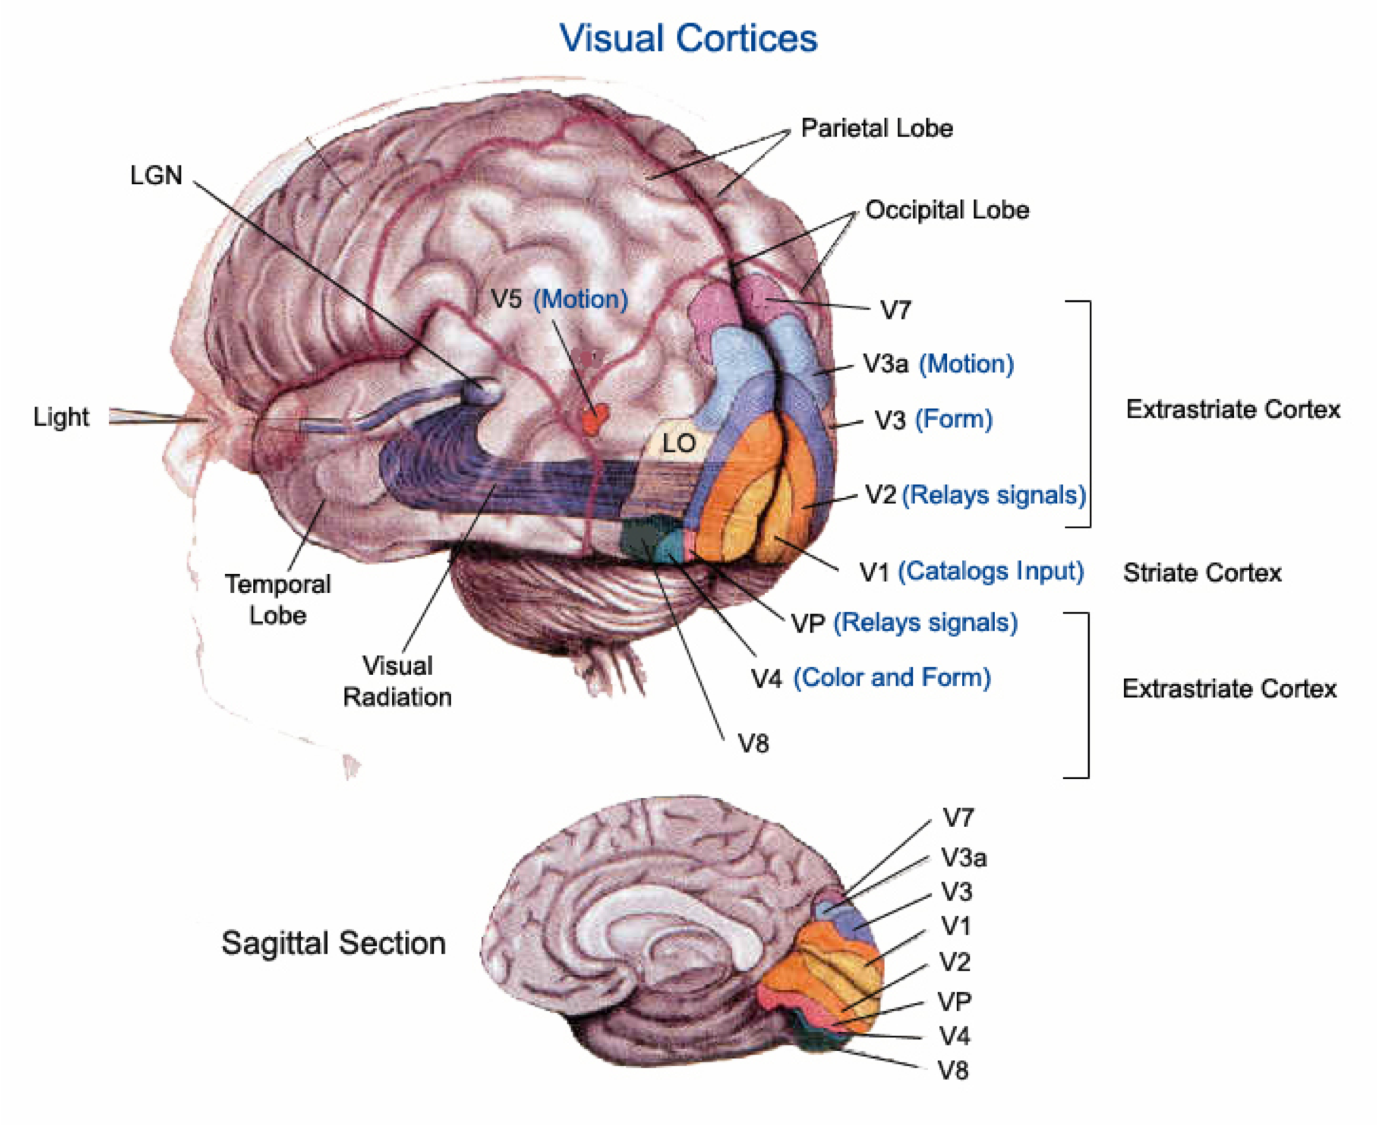 Visual Cortices
Parietal Lobe
LGN
Occipital Lobe
V5 (Motion)
V7
V3a (Motion)
Light
V3 (Form)
Extrastriate Cortex
LO
V2 (Relays signals)
V1 (Catalogs Input)
Striate Cortex
Temporal
Lobe
VP (Relays signals)
Visual
Radiation
V4 (Color and Form)
Extrastriate Cortex
V8
V7
V3a
V3
V1
Sagittal Section
V2
VP
V4
V8